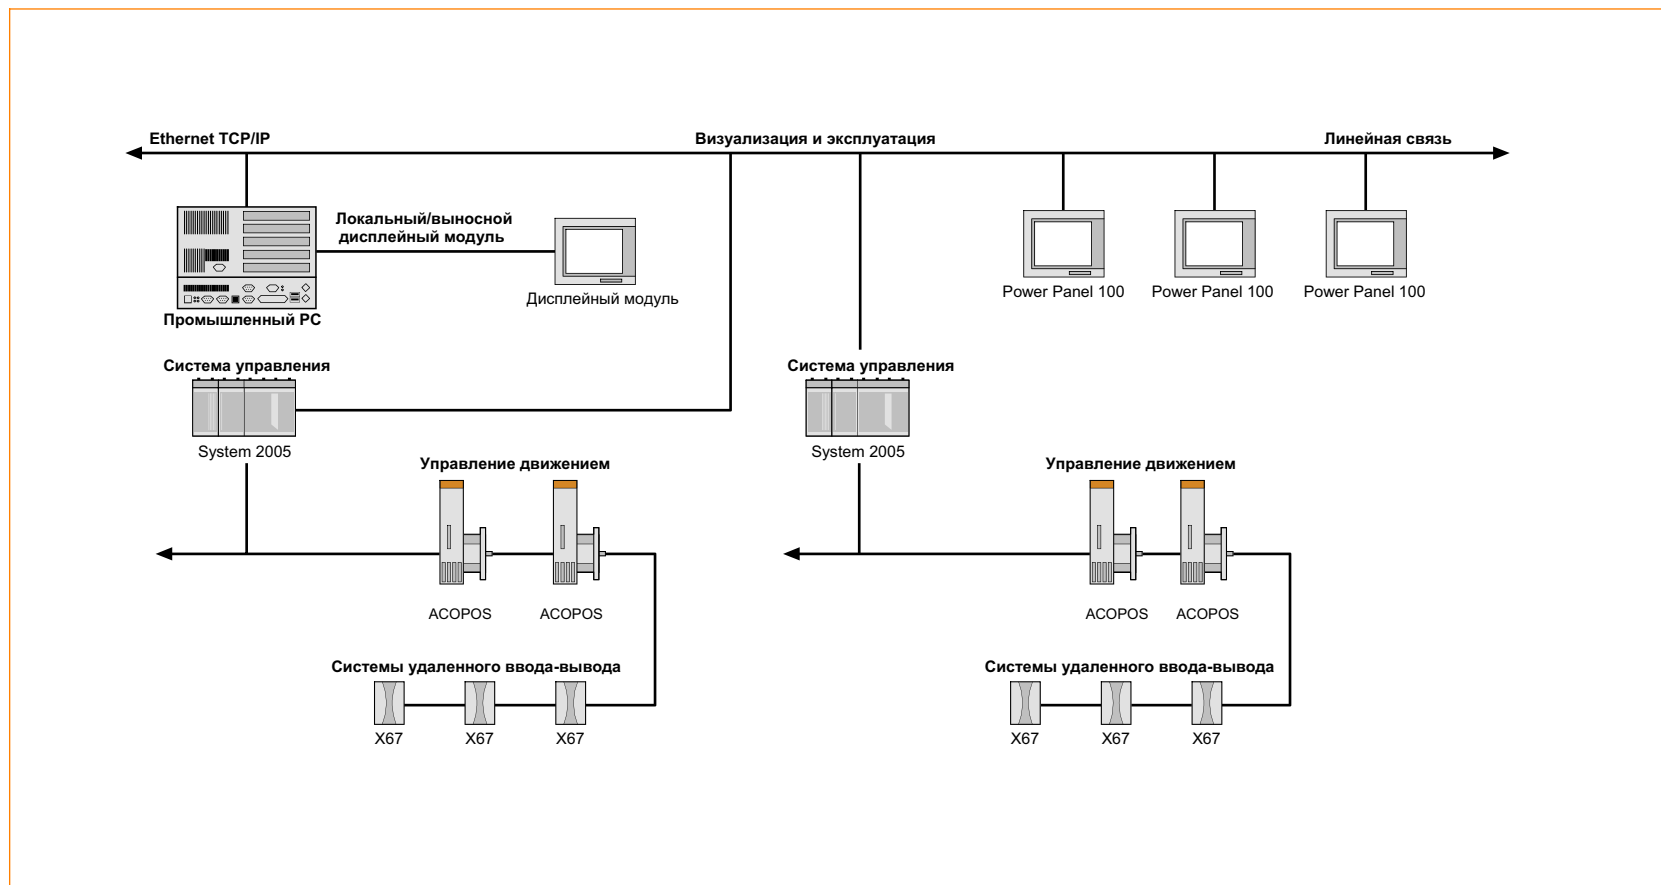 Ethernet TCP/IP
Визуализация и эксплуатация
Линейная связь
Локальный/выносной
дисплейный модуль
Промышленный PC
Дисплейный модуль
Power Panel 100
Power Panel 100
Power Panel 100
Система управления
System 2005
Система управления
System 2005
Управление движением
ACOPOS
ACOPOS
Управление движением
ACOPOS
ACOPOS
Системы удаленного ввода-вывода
X67
X67
X67
Системы удаленного ввода-вывода
X67
X67
X67